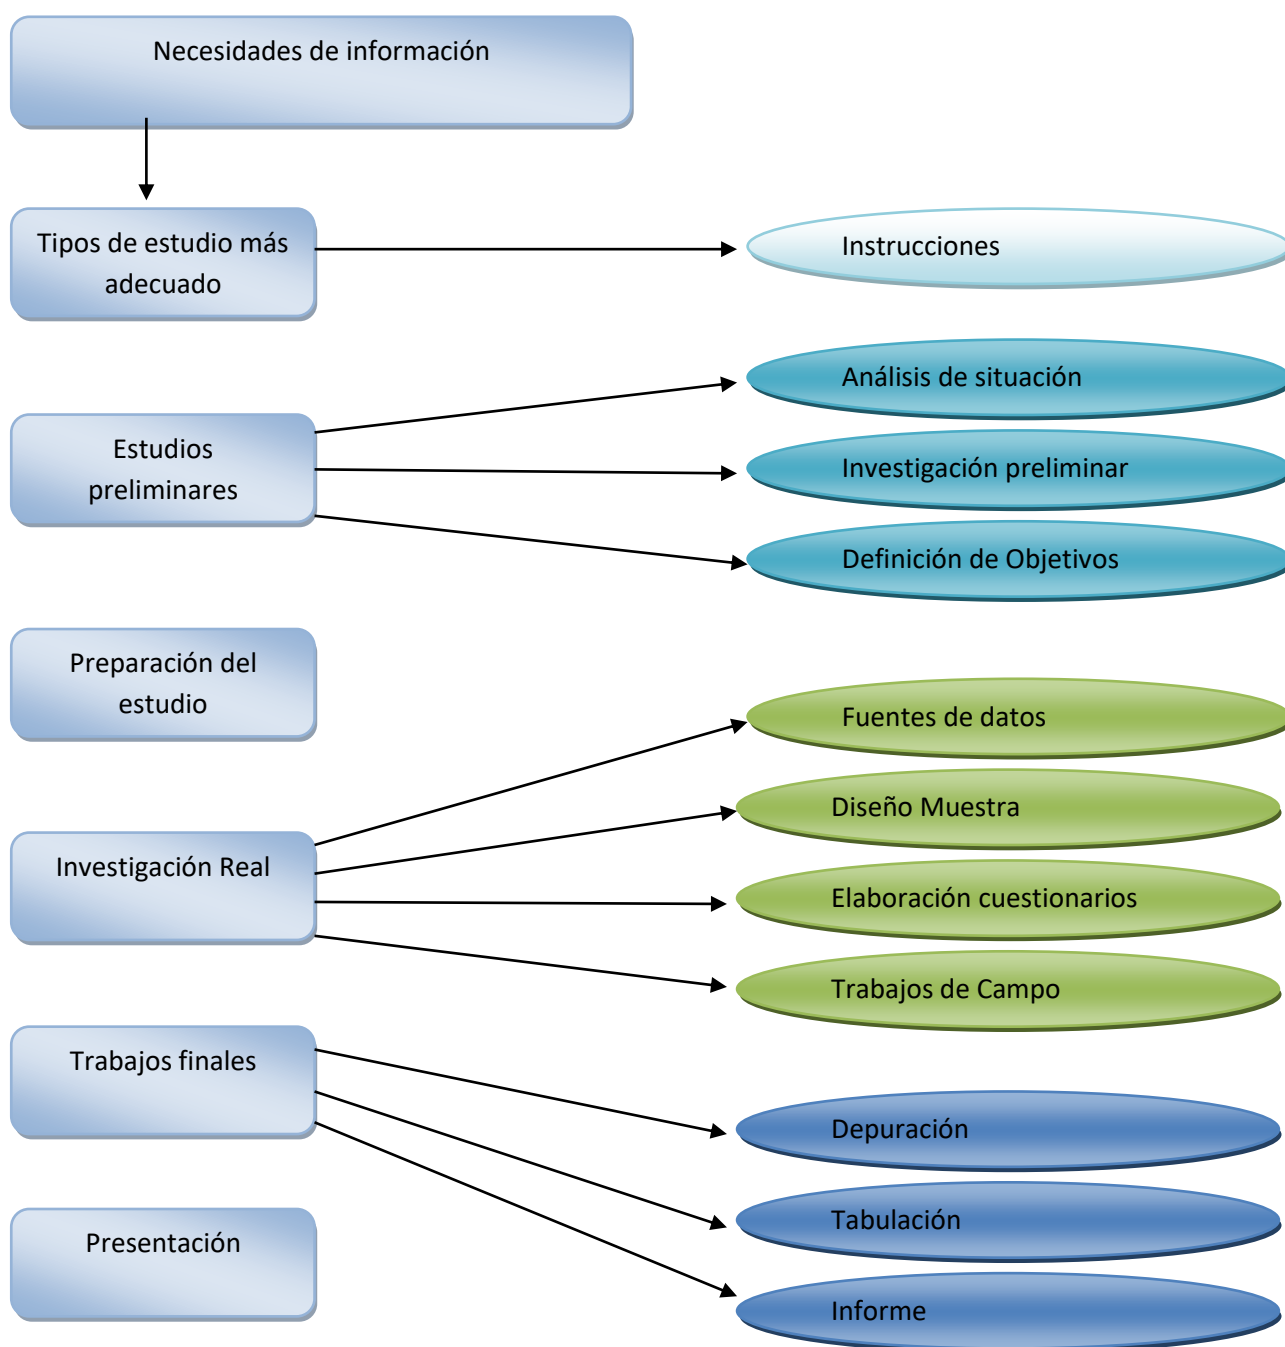 Necesidades de información
Tipos de estudio más
adecuado
Instrucciones
Análisis de situación
Estudios
preliminares
Investigación preliminar
Definición de Objetivos
Preparación del
estudio
Fuentes de datos
Diseño Muestra
Investigación Real
Elaboración cuestionarios
Trabajos de Campo
Trabajos finales
Depuración
Tabulación
Presentación
Informe